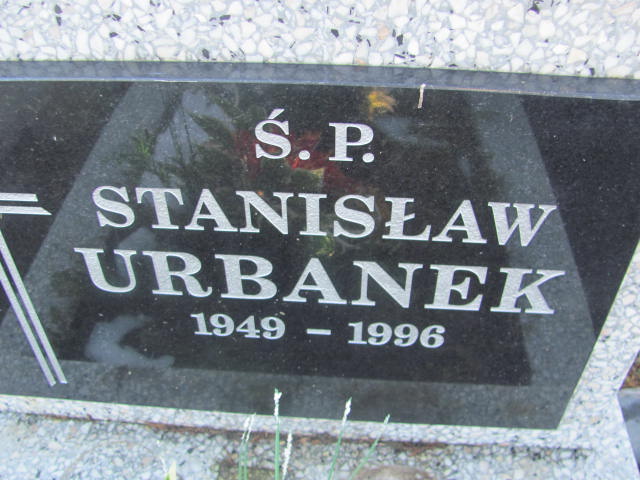 Ś. P.
STANISŁAW
URBANEK
1949 - 1996